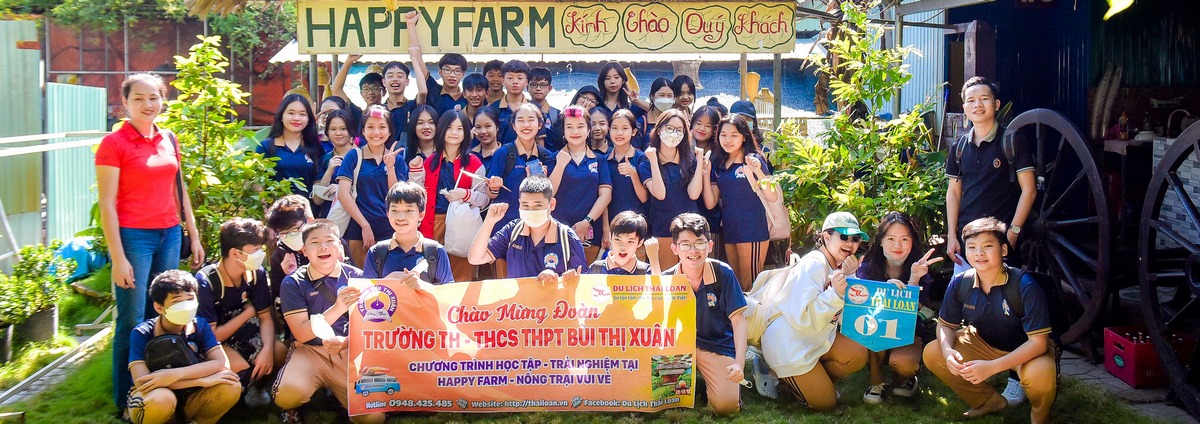 HAPPY FARM Kính Chào Quý Khách
DU LỊCH THÁI LOAN
Chào Mừng Đoàn
TRƯỜNG TH - THCS THPT BÙI THỊ XUÂN
CHƯƠNG TRÌNH HỌC TẬP - TRẢI NGHIỆM TẠI
HAPPY FARM - NÔNG TRẠI VUI VẺ
Hotline: 0948.425.485 Website: http://thailoan.vn Facebook: Du Lịch Thái Loan
DU LỊCH
THÁI LOAN
01